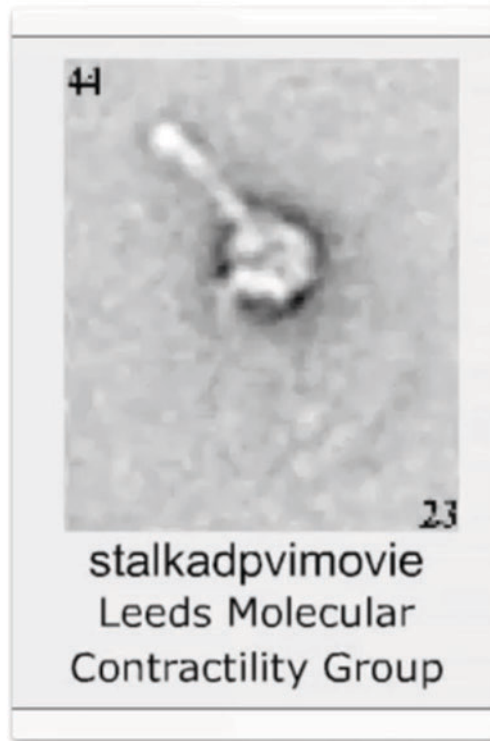 44
23
stalkadpvimovie
Leeds Molecular
Contractility Group